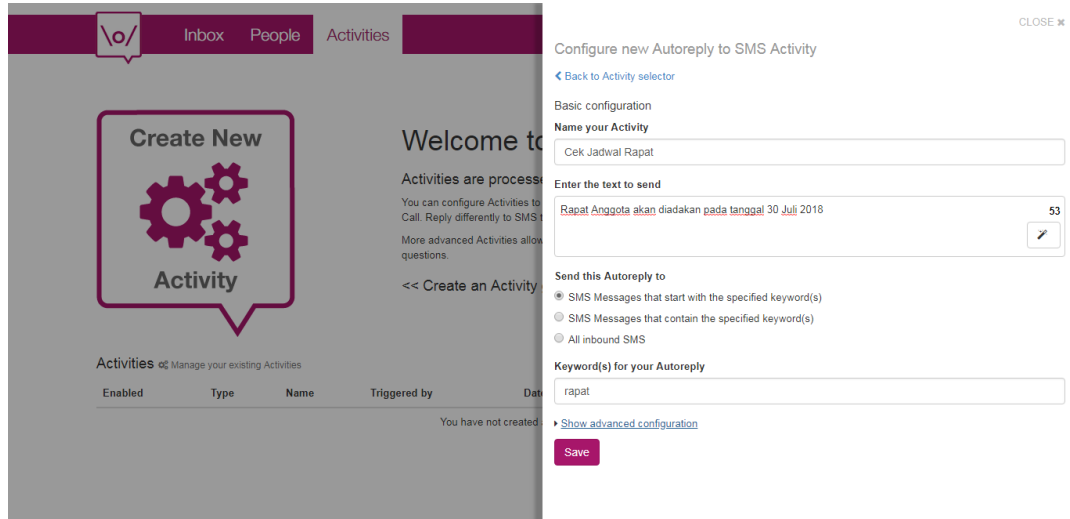 \o/
Inbox People Activities
Create New
Activity
Welcome to
Activities are processe
You can configure Activities to
Call. Reply differently to SMS t
More advanced Activities allow
questions.
<< Create an Activity
Activities Manage your existing Activities
Enabled Type Name Triggered by Date
You have not created
CLOSE ✖
Configure new Autoreply to SMS Activity
Back to Activity selector
Basic configuration
Name your Activity
Cek Jadwal Rapat
Enter the text to send
Rapat Anggota akan diadakan pada tanggal 30 Juli 2018
53
Send this Autoreply to
SMS Messages that start with the specified keyword(s)
SMS Messages that contain the specified keyword(s)
All inbound SMS
Keyword(s) for your Autoreply
rapat
Show advanced configuration
Save